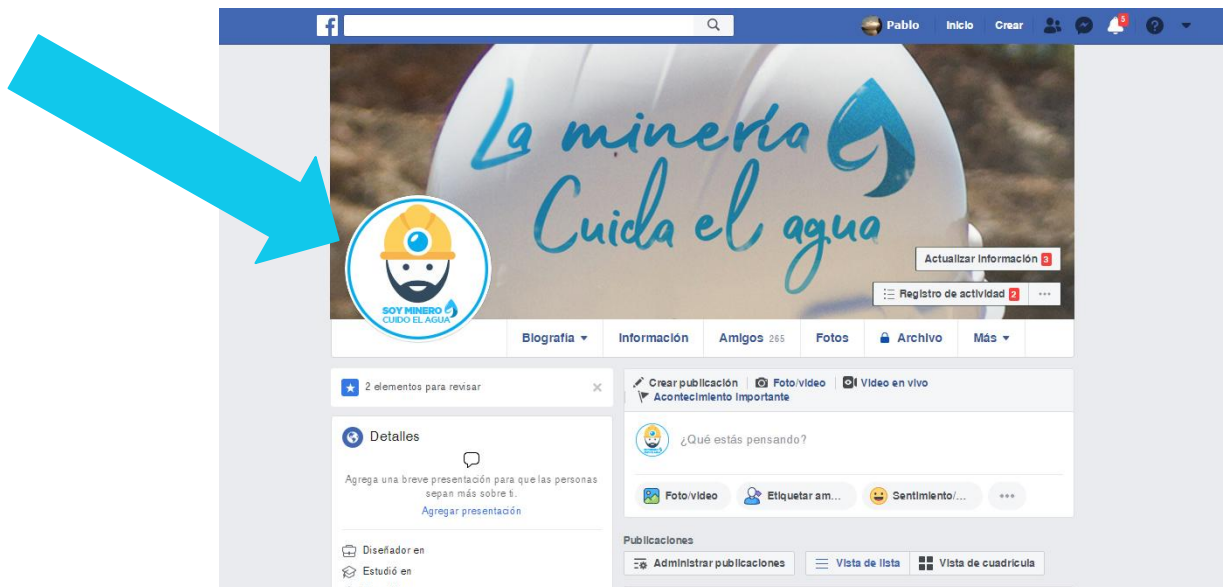 f
Pablo
Inicio
Crear
5
La minería
Cuida el agua
SOY MINERO
CUIDO EL AGUA
Actualizar información 3
Registro de actividad 2
Biografía
Información
Amigos 265
Fotos
Archivo
Más
2 elementos para revisar
Crear publicación
Foto/video
Video en vivo
Acontecimiento importante
Detalles
Agrega una breve presentación para que las personas
sepan más sobre ti.
Agregar presentación
¿Qué estás pensando?
Foto/video
Etiquetar am...
Sentimiento/...
Diseñador en
Estudió en
Publicaciones
Administrar publicaciones
Vista de lista
Vista de cuadrícula